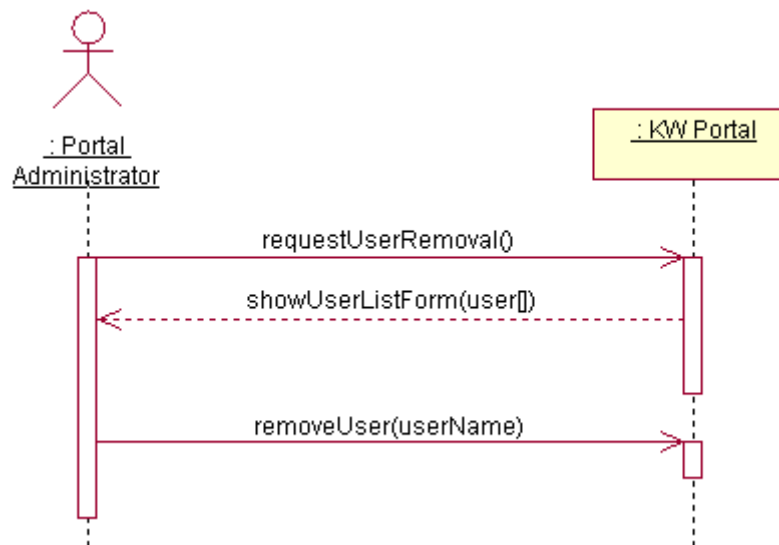 : Portal
Administrator
: KW Portal
requestUserRemoval()
showUserListForm(user[])
removeUser(userName)